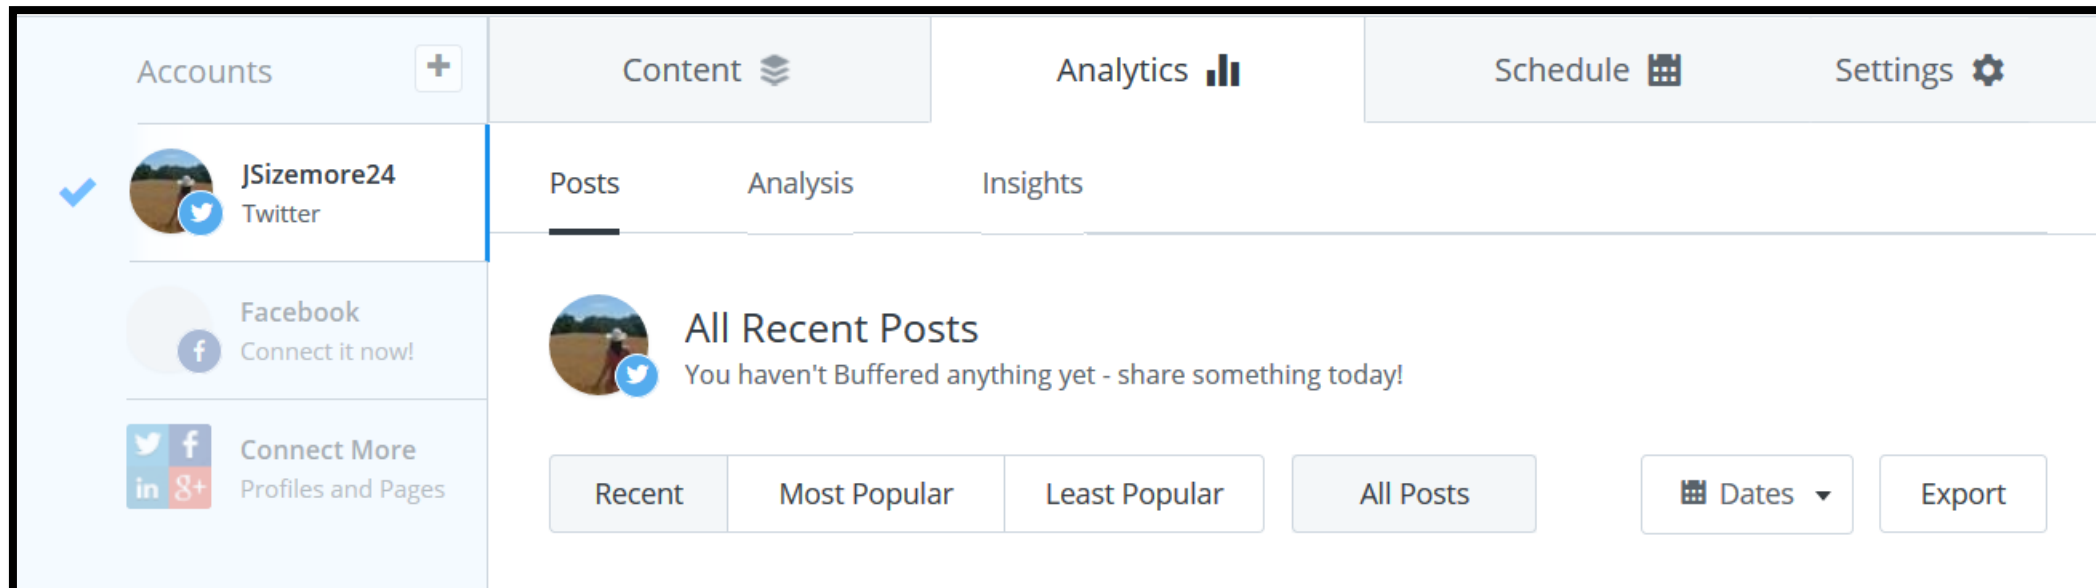 Accounts +
Content
Analytics
Schedule
Settings
JSizemore24
Twitter
Facebook
Connect it now!
Connect More
Profiles and Pages
Posts
Analysis
Insights
All Recent Posts
You haven't Buffered anything yet - share something today!
Recent
Most Popular
Least Popular
All Posts
Dates
Export